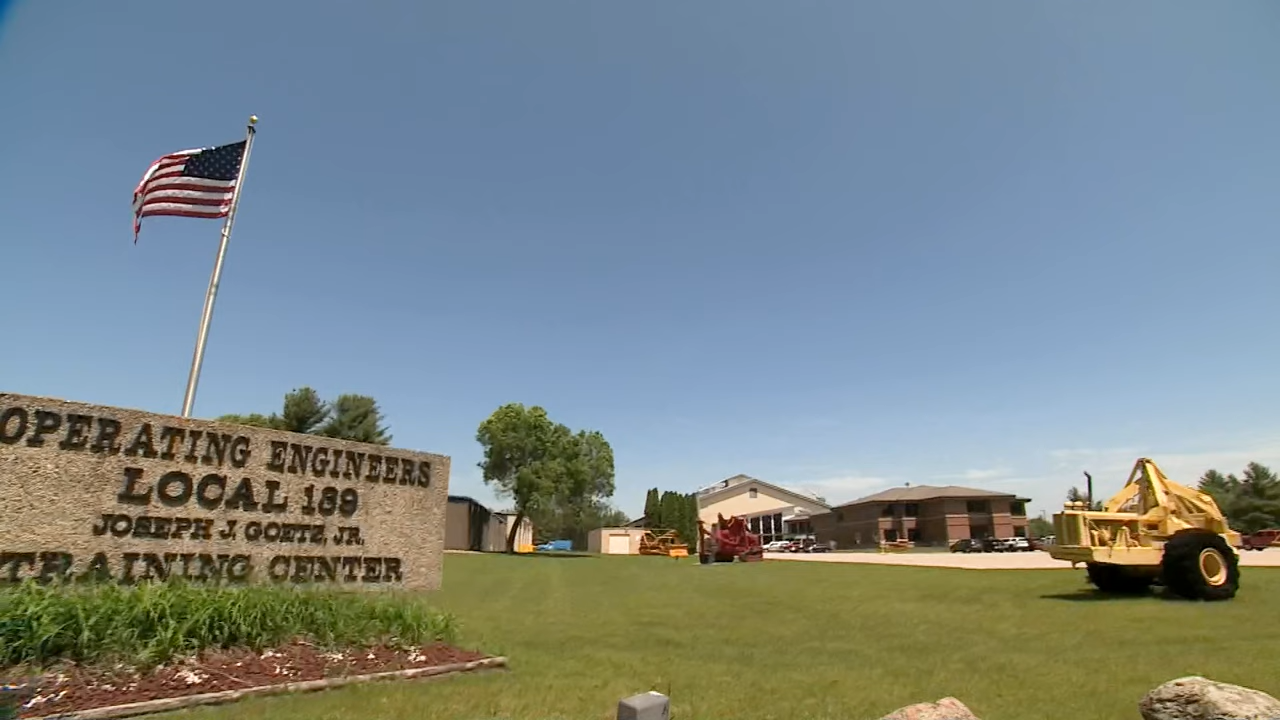 OPERATING ENGINEERS
LOCAL 139
JOSEPH J. GOETZ, JR.
TRAINING CENTER